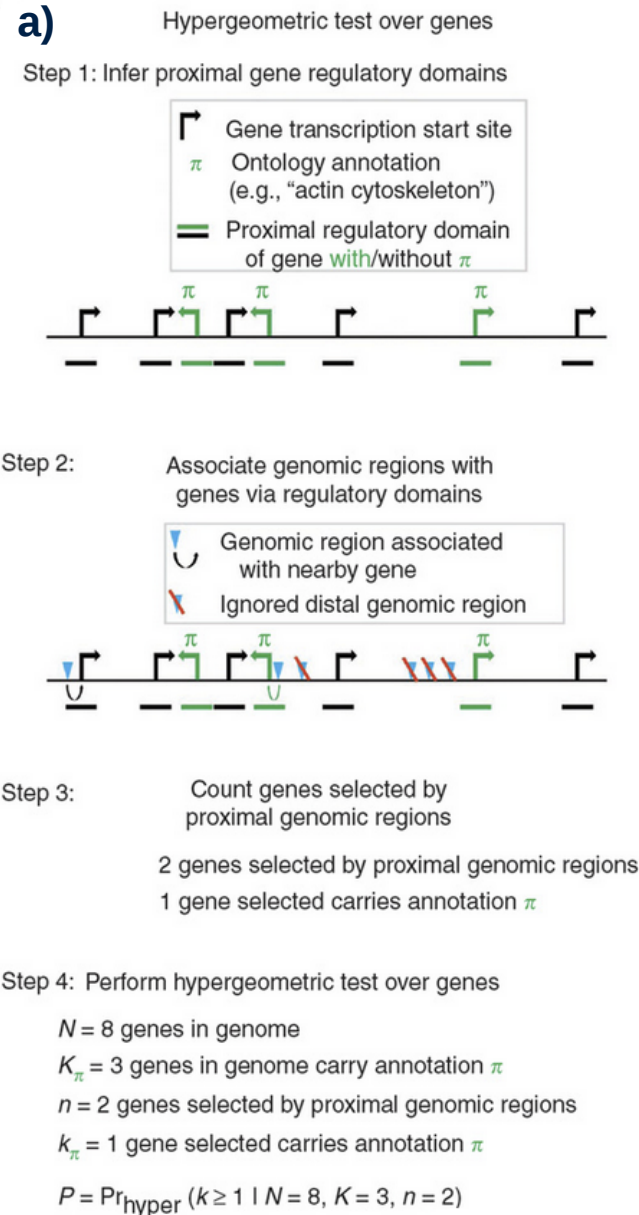 a)
Hypergeometric test over genes
Step 1: Infer proximal gene regulatory domains
Gene transcription start site
π Ontology annotation
(e.g., “actin cytoskeleton”)
Proximal regulatory domain
of gene with/without π
π π π
Step 2: Associate genomic regions with
genes via regulatory domains
Genomic region associated
with nearby gene
Ignored distal genomic region
π π π
Step 3: Count genes selected by
proximal genomic regions
2 genes selected by proximal genomic regions
1 gene selected carries annotation π
Step 4: Perform hypergeometric test over genes
N = 8 genes in genome
Kπ = 3 genes in genome carry annotation π
n = 2 genes selected by proximal genomic regions
kπ = 1 gene selected carries annotation π
P = Prhyper (k ≥ 1 | N = 8, K = 3, n = 2)